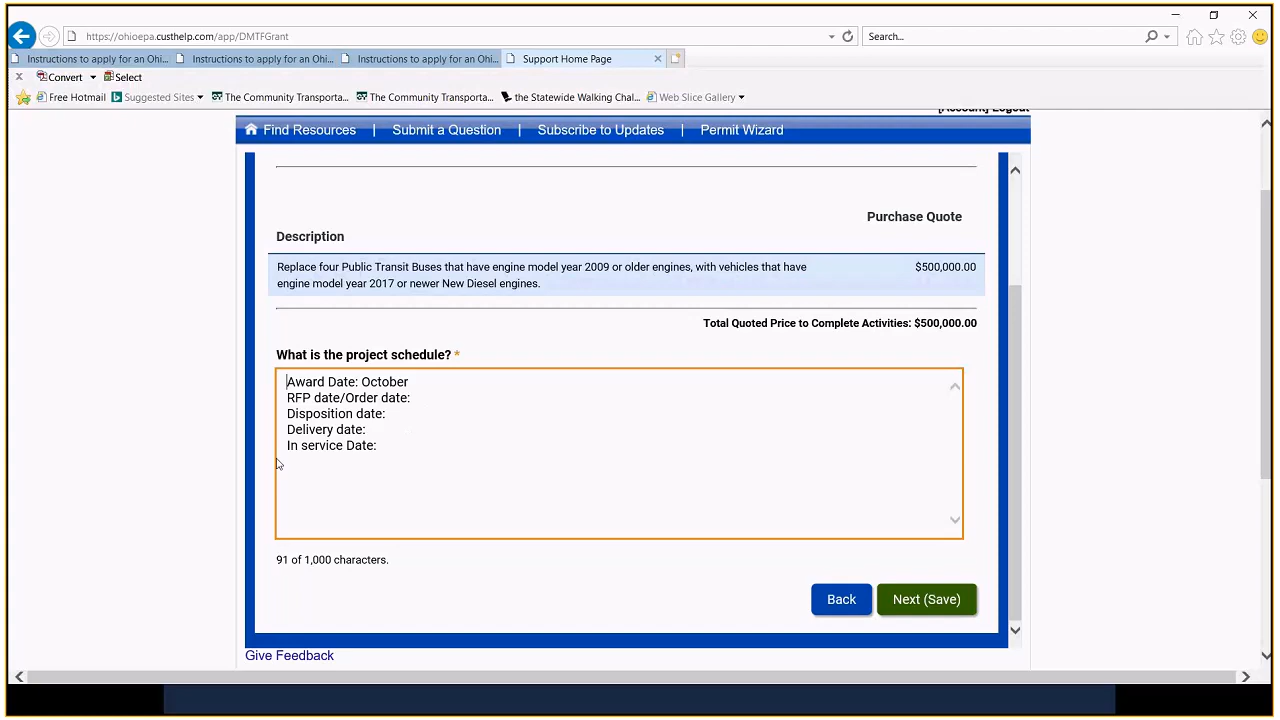 https://ohioepa.custhelp.com/app/DMTFGrant
Search...
Instructions to apply for an Ohi...
Instructions to apply for an Ohi...
Instructions to apply for an Ohi...
Support Home Page
x Convert Select
Free Hotmail Suggested Sites The Community Transporta... The Community Transporta... the Statewide Walking Chal... Web Slice Gallery
[Account] Logout
Find Resources | Submit a Question | Subscribe to Updates | Permit Wizard
Purchase Quote
Description
Replace four Public Transit Buses that have engine model year 2009 or older engines, with vehicles that have
$500,000.00
engine model year 2017 or newer New Diesel engines.
Total Quoted Price to Complete Activities: $500,000.00
What is the project schedule? *
Award Date: October
RFP date/Order date:
Disposition date:
Delivery date:
In service Date:
91 of 1,000 characters.
Back
Next (Save)
Give Feedback